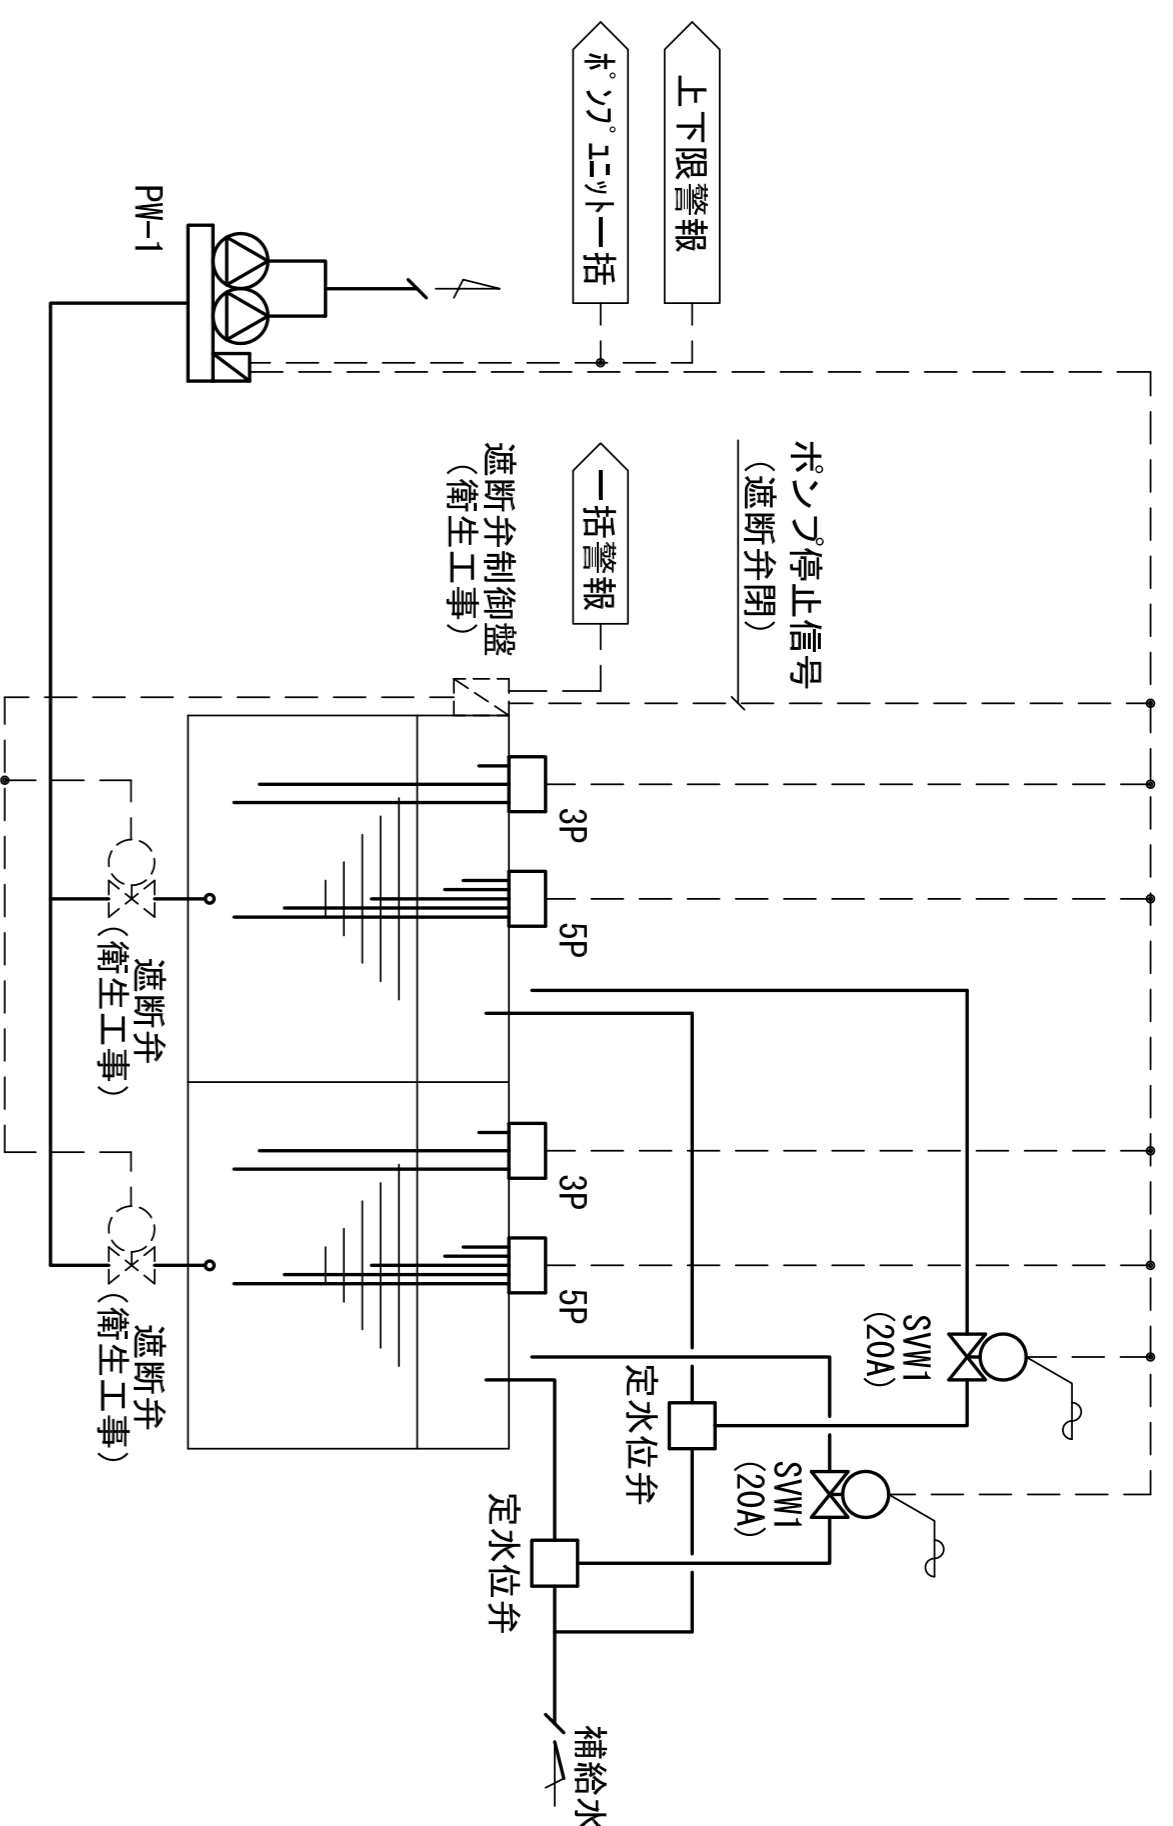 上下限警報
ポンプユニット一括
PW-1
ポンプ停止信号
(遮断弁閉)
一括警報
遮断弁制御盤
(衛生工事)
3P
5P
3P
5P
SVW1
(20A)
SVW1
(20A)
定水位弁
定水位弁
補給水
遮断弁
(衛生工事)
遮断弁
(衛生工事)